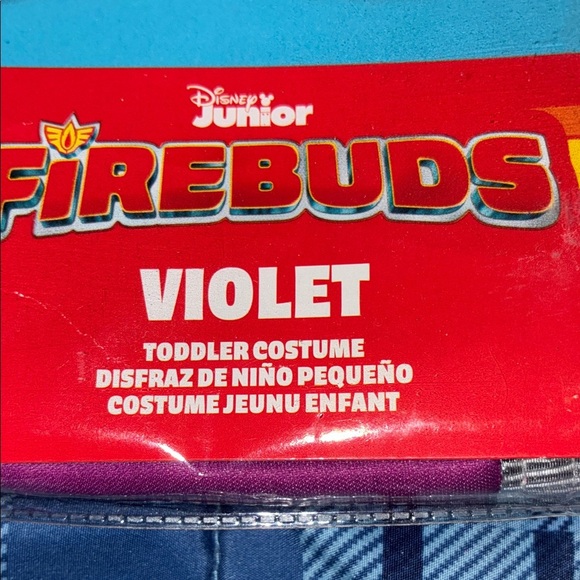 Disney
Junior
FIREBUDS
VIOLET
TODDLER COSTUME
DISFRAZ DE NIÑO PEQUEÑO
COSTUME JEUNU ENFANT